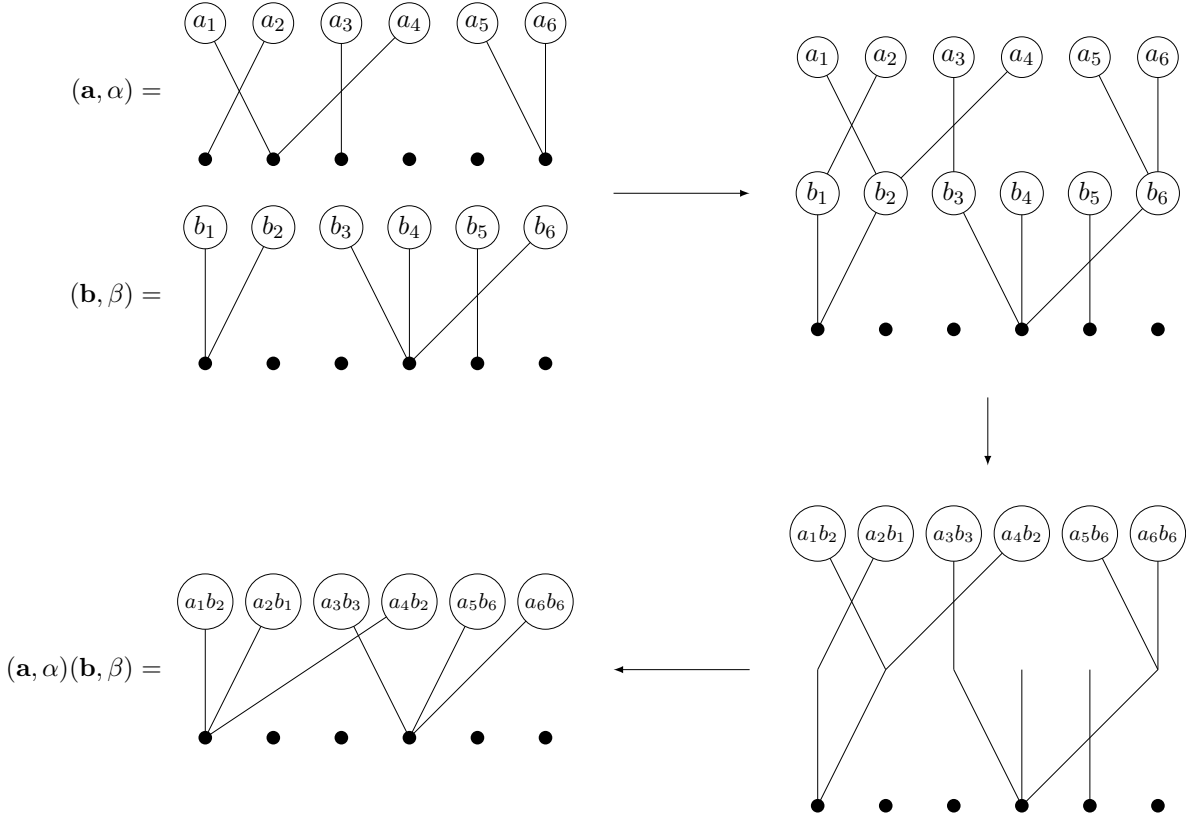 a₁ a₂ a₃ a₄ a₅ a₆
(𝐚, α) =
b₁ b₂ b₃ b₄ b₅ b₆
(𝐛, β) =
a₁ a₂ a₃ a₄ a₅ a₆
b₁ b₂ b₃ b₄ b₅ b₆
a₁b₂ a₂b₁ a₃b₃ a₄b₂ a₅b₆ a₆b₆
a₁b₂ a₂b₁ a₃b₃ a₄b₂ a₅b₆ a₆b₆
(𝐚, α)(𝐛, β) =